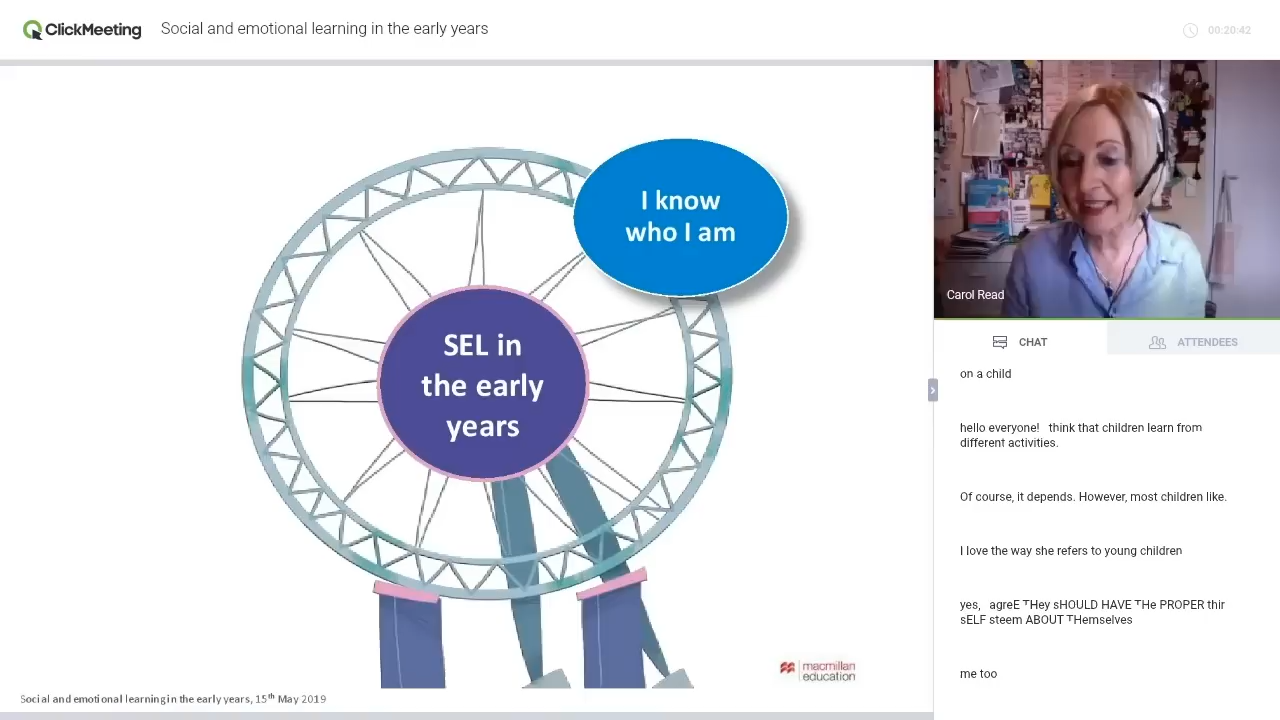 ClickMeeting
Social and emotional learning in the early years
00:20:42
I know
who I am
SEL in
the early
years
macmillan
education
Social and emotional learning in the early years, 15th May 2019
Carol Read
CHAT
ATTENDEES
on a child
hello everyone! think that children learn from
different activities.
Of course, it depends. However, most children like.
I love the way she refers to young children
yes, agreE THey sHOULD HAVE THe PROPER thir
sELF steem ABOUT THemselves
me too